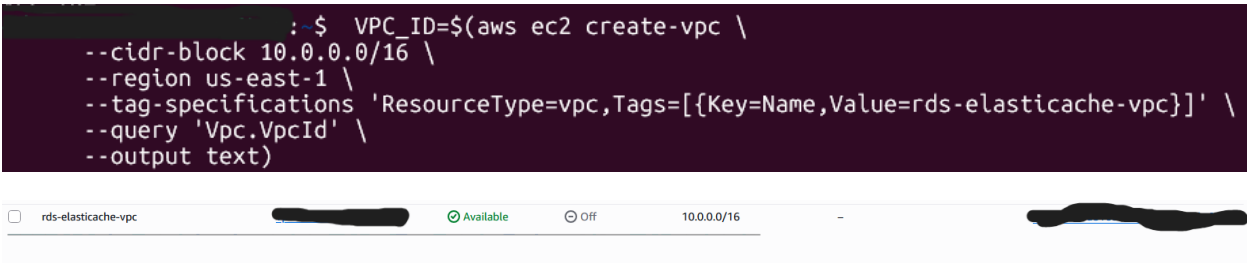 :~$ VPC_ID=$(aws ec2 create-vpc \
--cidr-block 10.0.0.0/16 \
--region us-east-1 \
--tag-specifications 'ResourceType=vpc,Tags=[{Key=Name,Value=rds-elasticache-vpc}]' \
--query 'Vpc.VpcId' \
--output text)
rds-elasticache-vpc Available Off 10.0.0.0/16 –